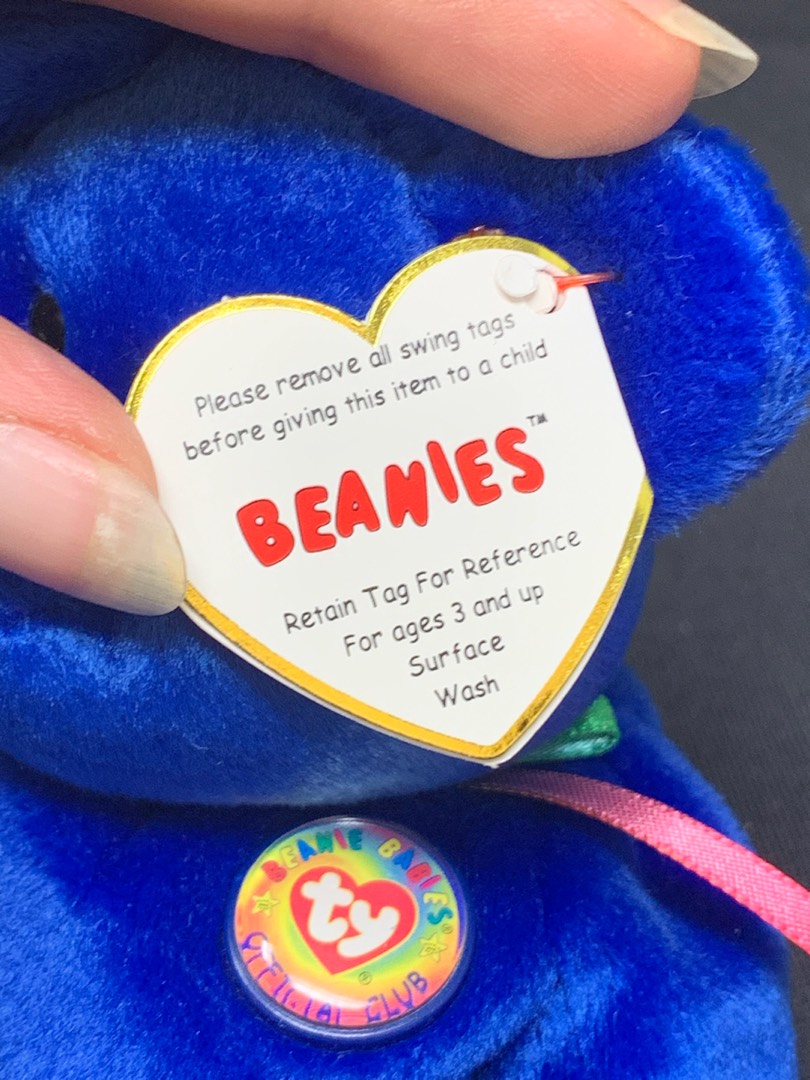 Please remove all swing tags
before giving this item to a child
BEANIES™
Retain Tag For Reference
For ages 3 and up
Surface
Wash
BEANIE BABIES®
ty
®
OFFICIAL CLUB